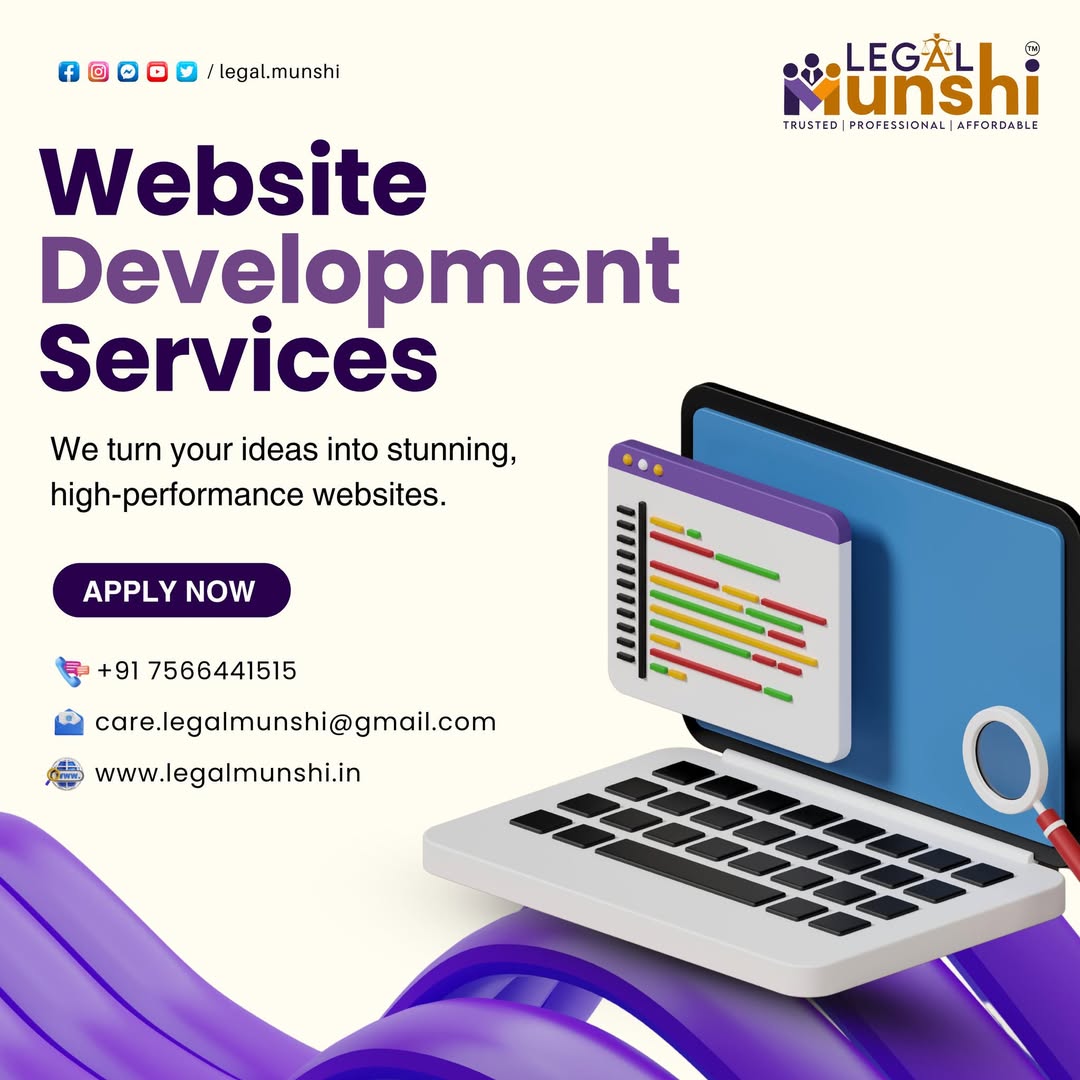 / legal.munshi
LEGAL
Munshi
TM
TRUSTED | PROFESSIONAL | AFFORDABLE
Website
Development
Services
We turn your ideas into stunning,
high-performance websites.
APPLY NOW
+91 7566441515
care.legalmunshi@gmail.com
www.legalmunshi.in